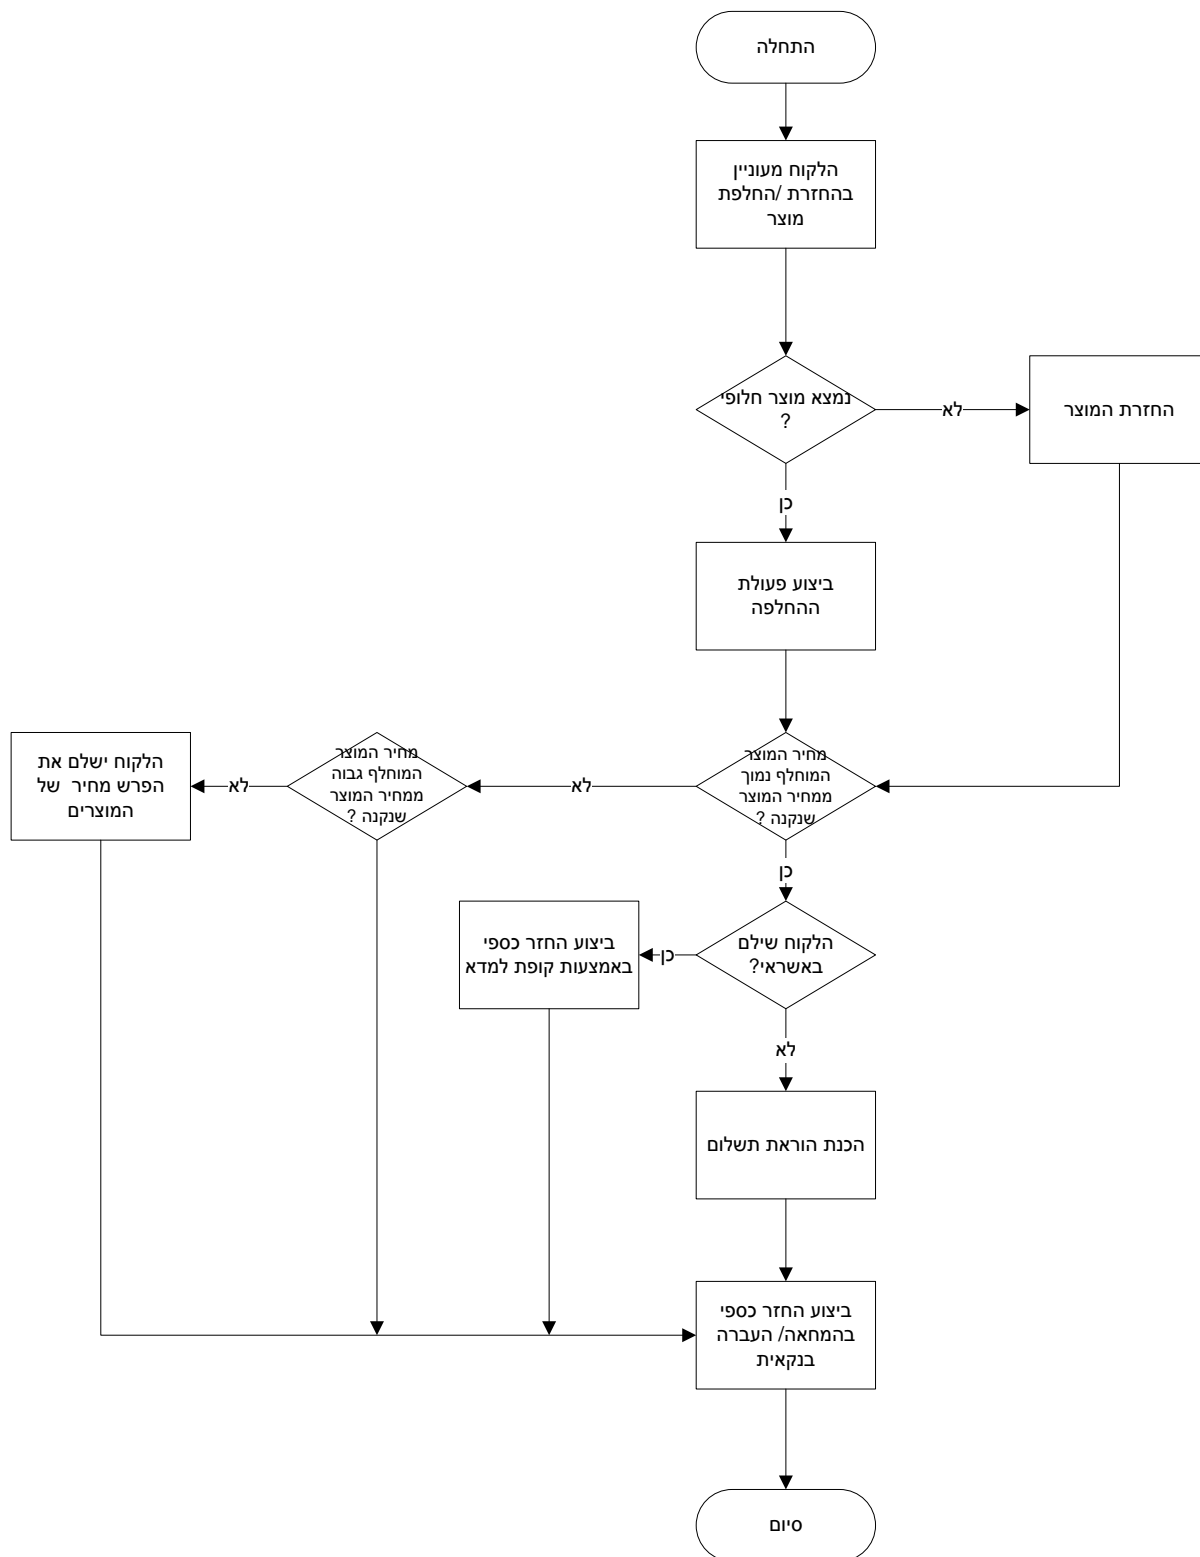 התחלה
הלקוח מעוניין
בהחזרת /החלפת
מוצר
נמצא מוצר חלופי
?
לא
החזרת המוצר
כן
ביצוע פעולת
ההחלפה
מחיר המוצר
המוחלף נמוך
ממחיר המוצר
שנקנה ?
לא
מחיר המוצר
המוחלף גבוה
ממחיר המוצר
שנקנה ?
לא
הלקוח ישלם את
הפרש מחיר של
המוצרים
כן
הלקוח שילם
באשראי?
כן
ביצוע החזר כספי
באמצעות קופת למדא
לא
הכנת הוראת תשלום
ביצוע החזר כספי
בהמחאה/ העברה
בנקאית
סיום